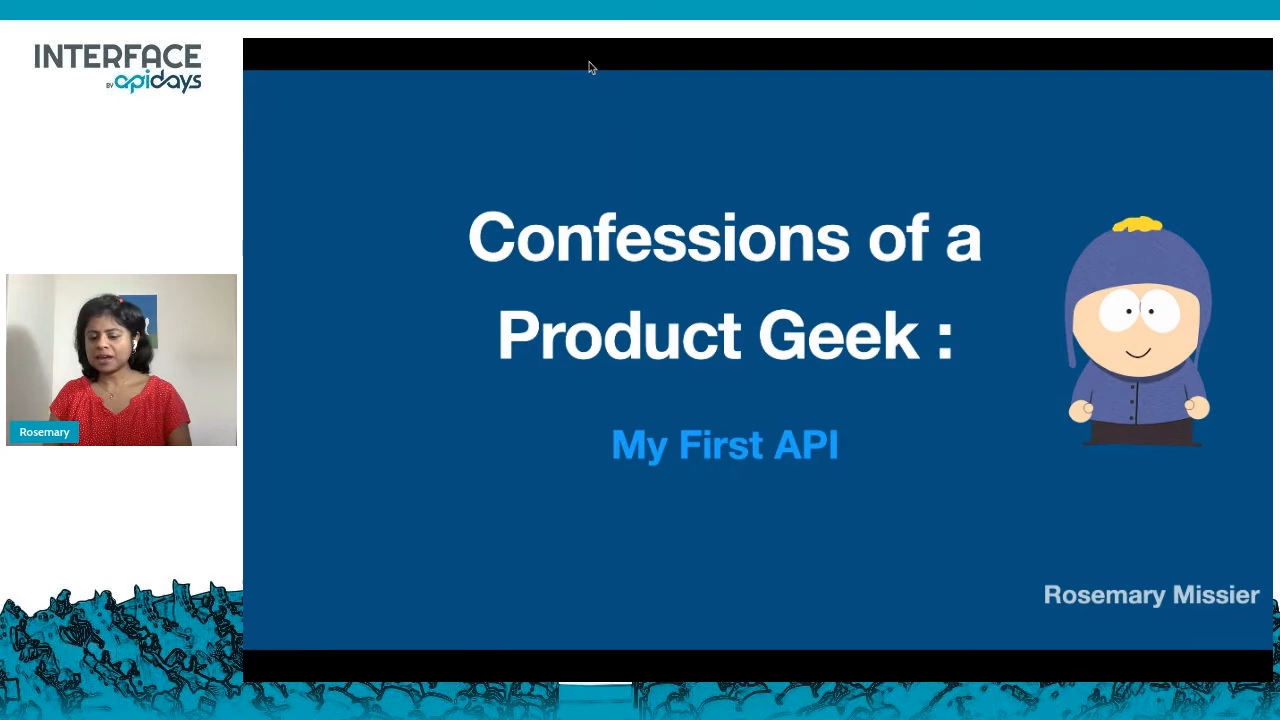 INTERFACE
BY apidays
Confessions of a
Product Geek :
My First API
Rosemary
Rosemary Missier